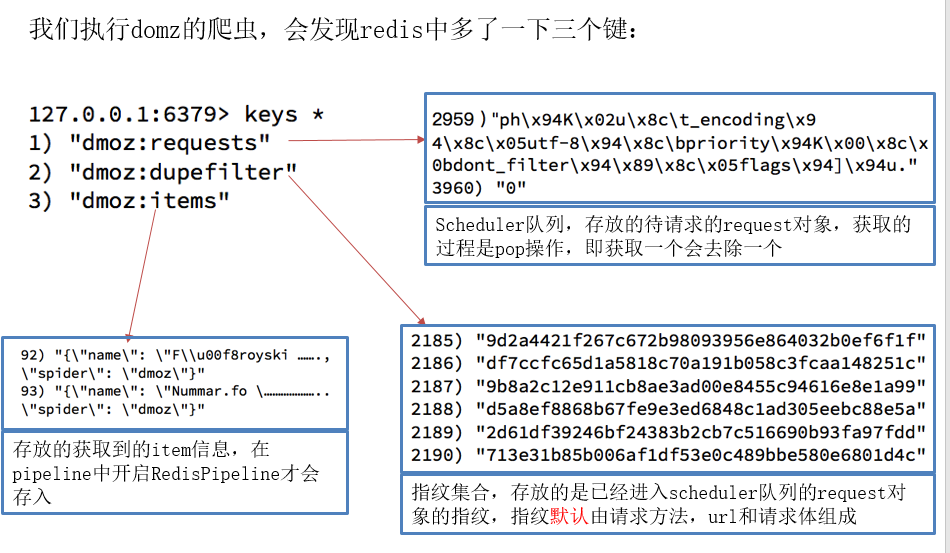 我们执行domz的爬虫，会发现redis中多了一下三个键：
127.0.0.1:6379> keys *
1) "dmoz:requests"
2) "dmoz:dupefilter"
3) "dmoz:items"
2959）"ph\x94K\x02u\x8c\t_encoding\x9
4\x8c\x05utf-8\x94\x8c\bpriority\x94K\x00\x8c\x
0bdont_filter\x94\x89\x8c\x05flags\x94]\x94u."
3960) "0"
Scheduler队列，存放的待请求的request对象，获取的
过程是pop操作，即获取一个会去除一个
92) "{\"name\": \"F\\u00f8royski …….,
\"spider\": \"dmoz\"}"
93) "{\"name\": \"Nummar.fo \………………..
\"spider\": \"dmoz\"}"
存放的获取到的item信息，在
pipeline中开启RedisPipeline才会
存入
2185) "9d2a4421f267c672b98093956e864032b0ef6f1f"
2186) "df7ccfc65d1a5818c70a191b058c3fcaa148251c"
2187) "9b8a2c12e911cb8ae3ad00e8455c94616e8e1a99"
2188) "d5a8ef8868b67fe9e3ed6848c1ad305eebc88e5a"
2189) "2d61df39246bf24383b2cb7c516690b93fa97fdd"
2190) "713e31b85b006af1df53e0c489bbe580e6801d4c"
指纹集合，存放的是已经进入scheduler队列的request对
象的指纹，指纹默认由请求方法，url和请求体组成